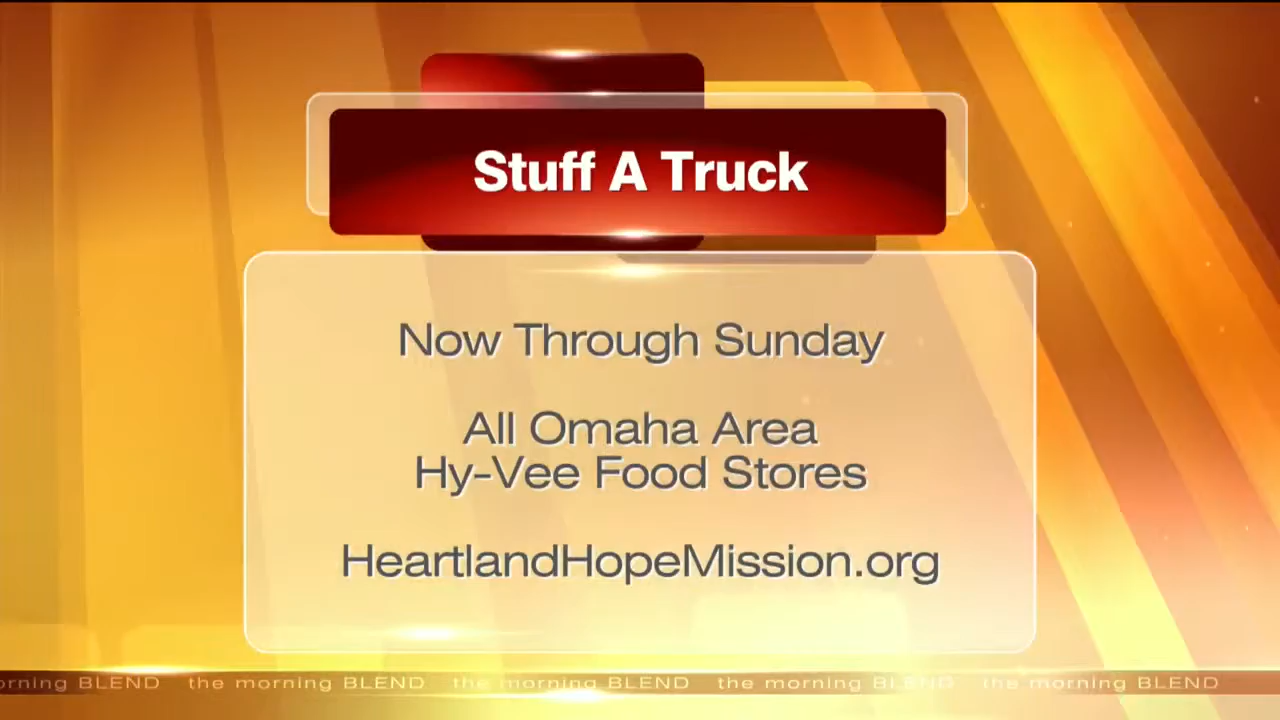 Stuff A Truck
Now Through Sunday
All Omaha Area
Hy-Vee Food Stores
HeartlandHopeMission.org
orning BLEND the morning BLEND the morning BLEND the morning BLEND the morning BLEND